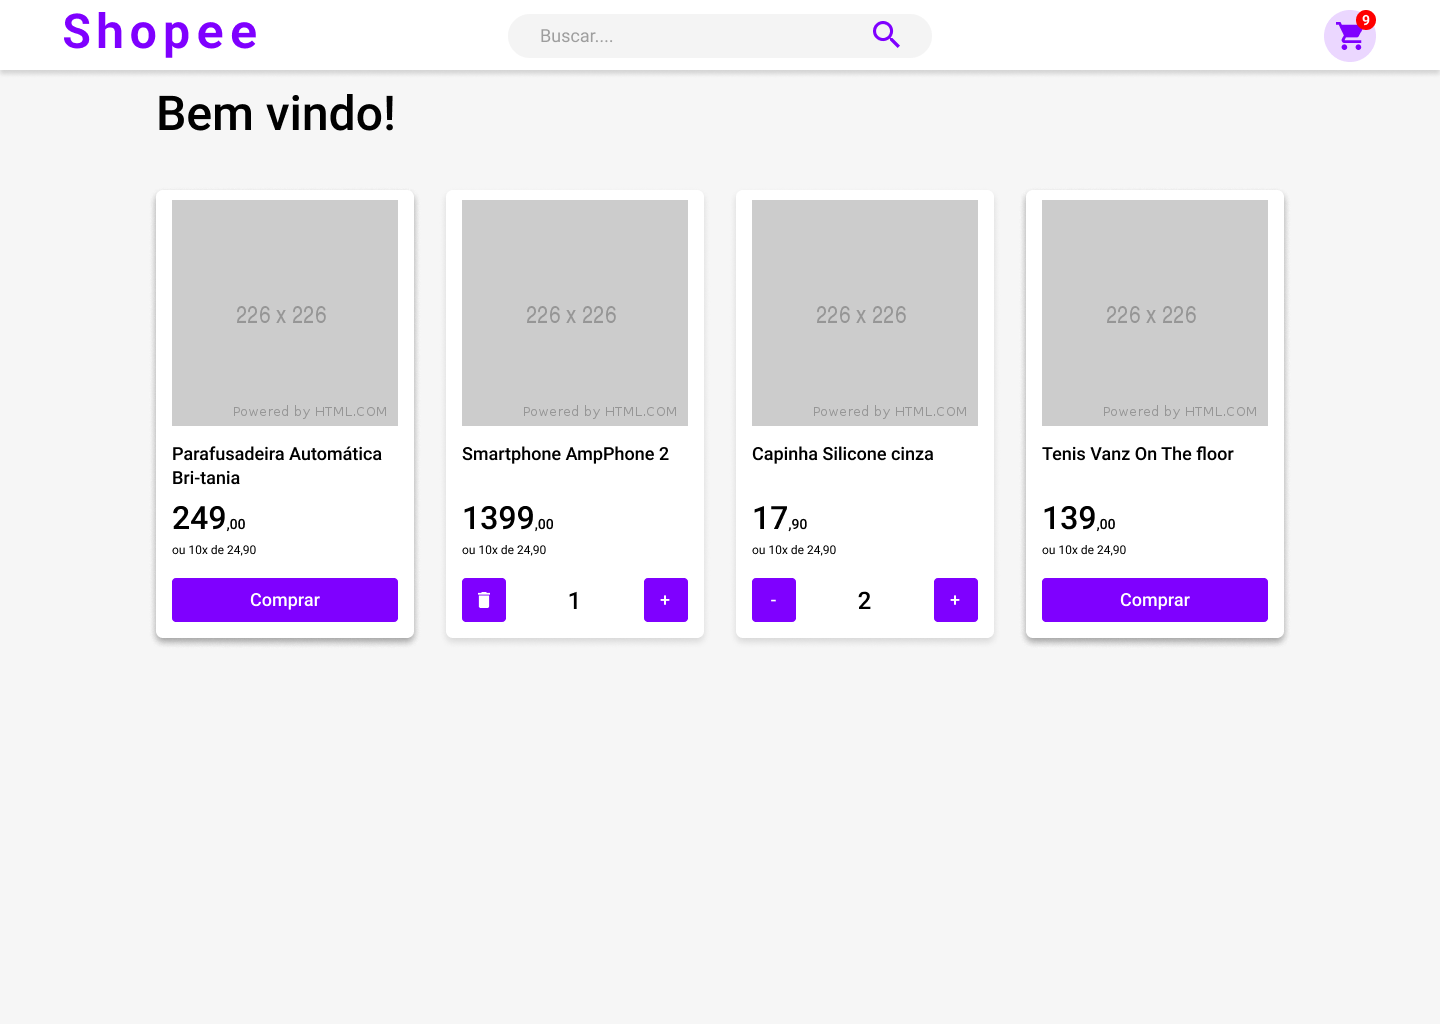 Shopee
Buscar....
9
Bem vindo!
226 x 226
Powered by HTML.COM
Parafusadeira Automática
Bri-tania
249,00
ou 10x de 24,90
Comprar
226 x 226
Powered by HTML.COM
Smartphone AmpPhone 2
1399,00
ou 10x de 24,90
1
+
226 x 226
Powered by HTML.COM
Capinha Silicone cinza
17,90
ou 10x de 24,90
-
2
+
226 x 226
Powered by HTML.COM
Tenis Vanz On The floor
139,00
ou 10x de 24,90
Comprar